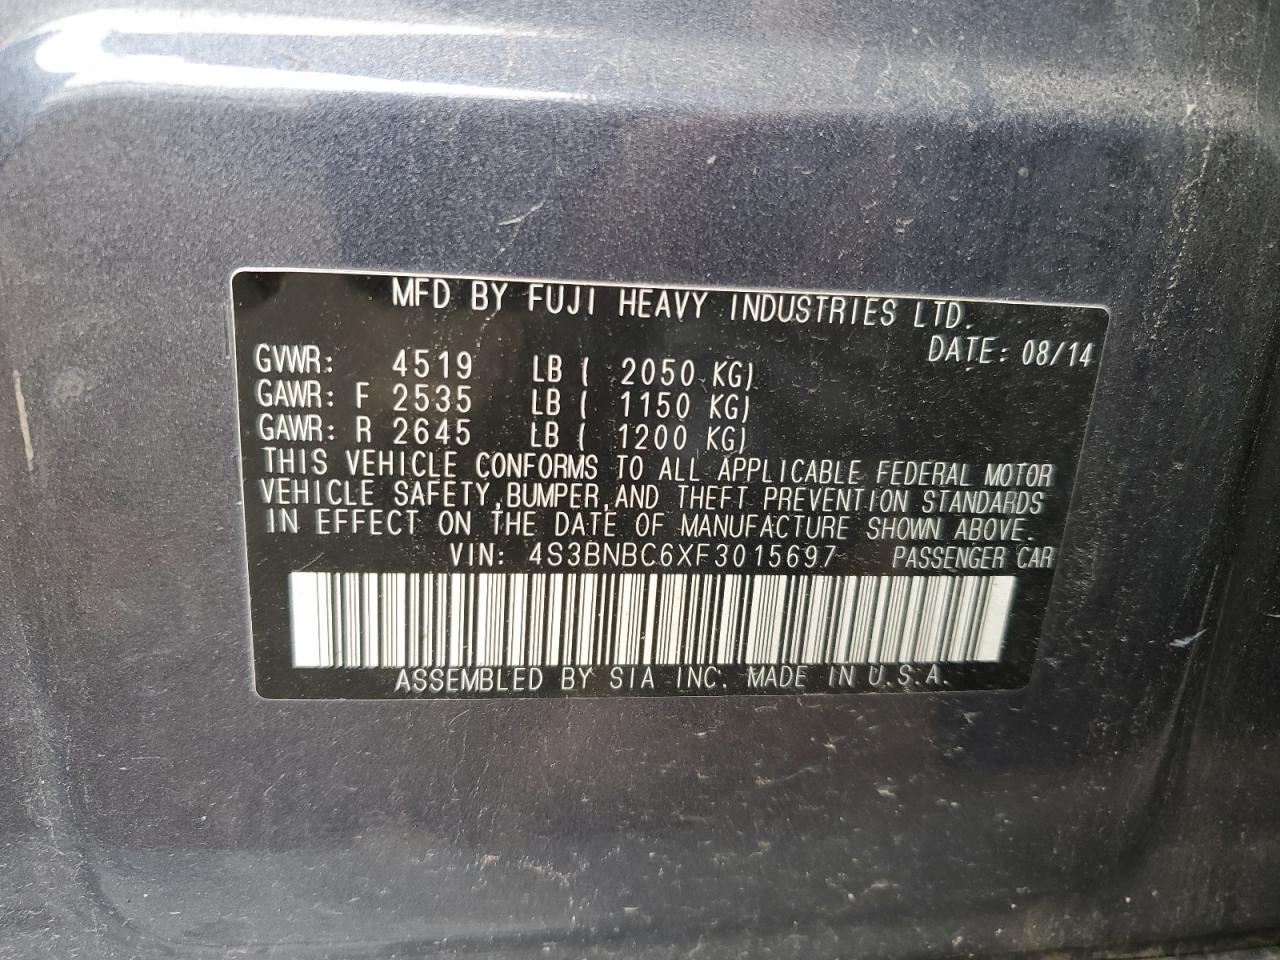 MFD BY FUJI HEAVY INDUSTRIES LTD.
DATE: 08/14
GVWR: 4519 LB ( 2050 KG)
GAWR: F 2535 LB ( 1150 KG)
GAWR: R 2645 LB ( 1200 KG)
THIS VEHICLE CONFORMS TO ALL APPLICABLE FEDERAL MOTOR
VEHICLE SAFETY, BUMPER, AND THEFT PREVENTION STANDARDS
IN EFFECT ON THE DATE OF MANUFACTURE SHOWN ABOVE.
VIN: 4S3BNBC6XF3015697 PASSENGER CAR
ASSEMBLED BY SIA INC. MADE IN U.S.A.